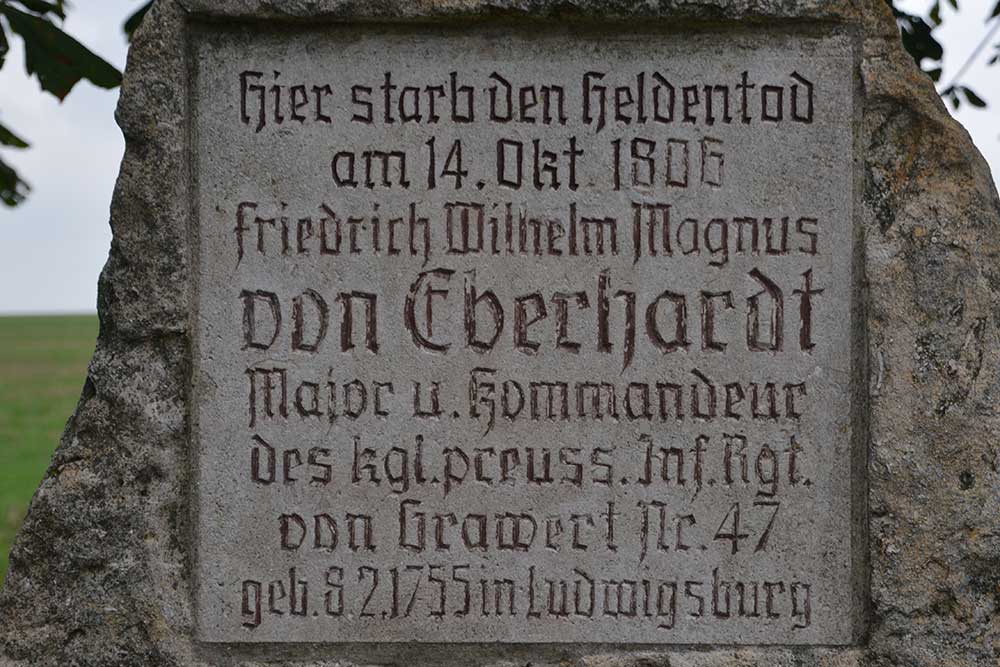 Hier starb den Heldentod
am 14. Okt. 1806
Friedrich Wilhelm Magnus
von Eberhardt
Major u. Kommandeur
des kgl. preuss. Inf. Rgt.
von Grawert Nr. 47
geb. 8.2.1755 in Ludwigsburg